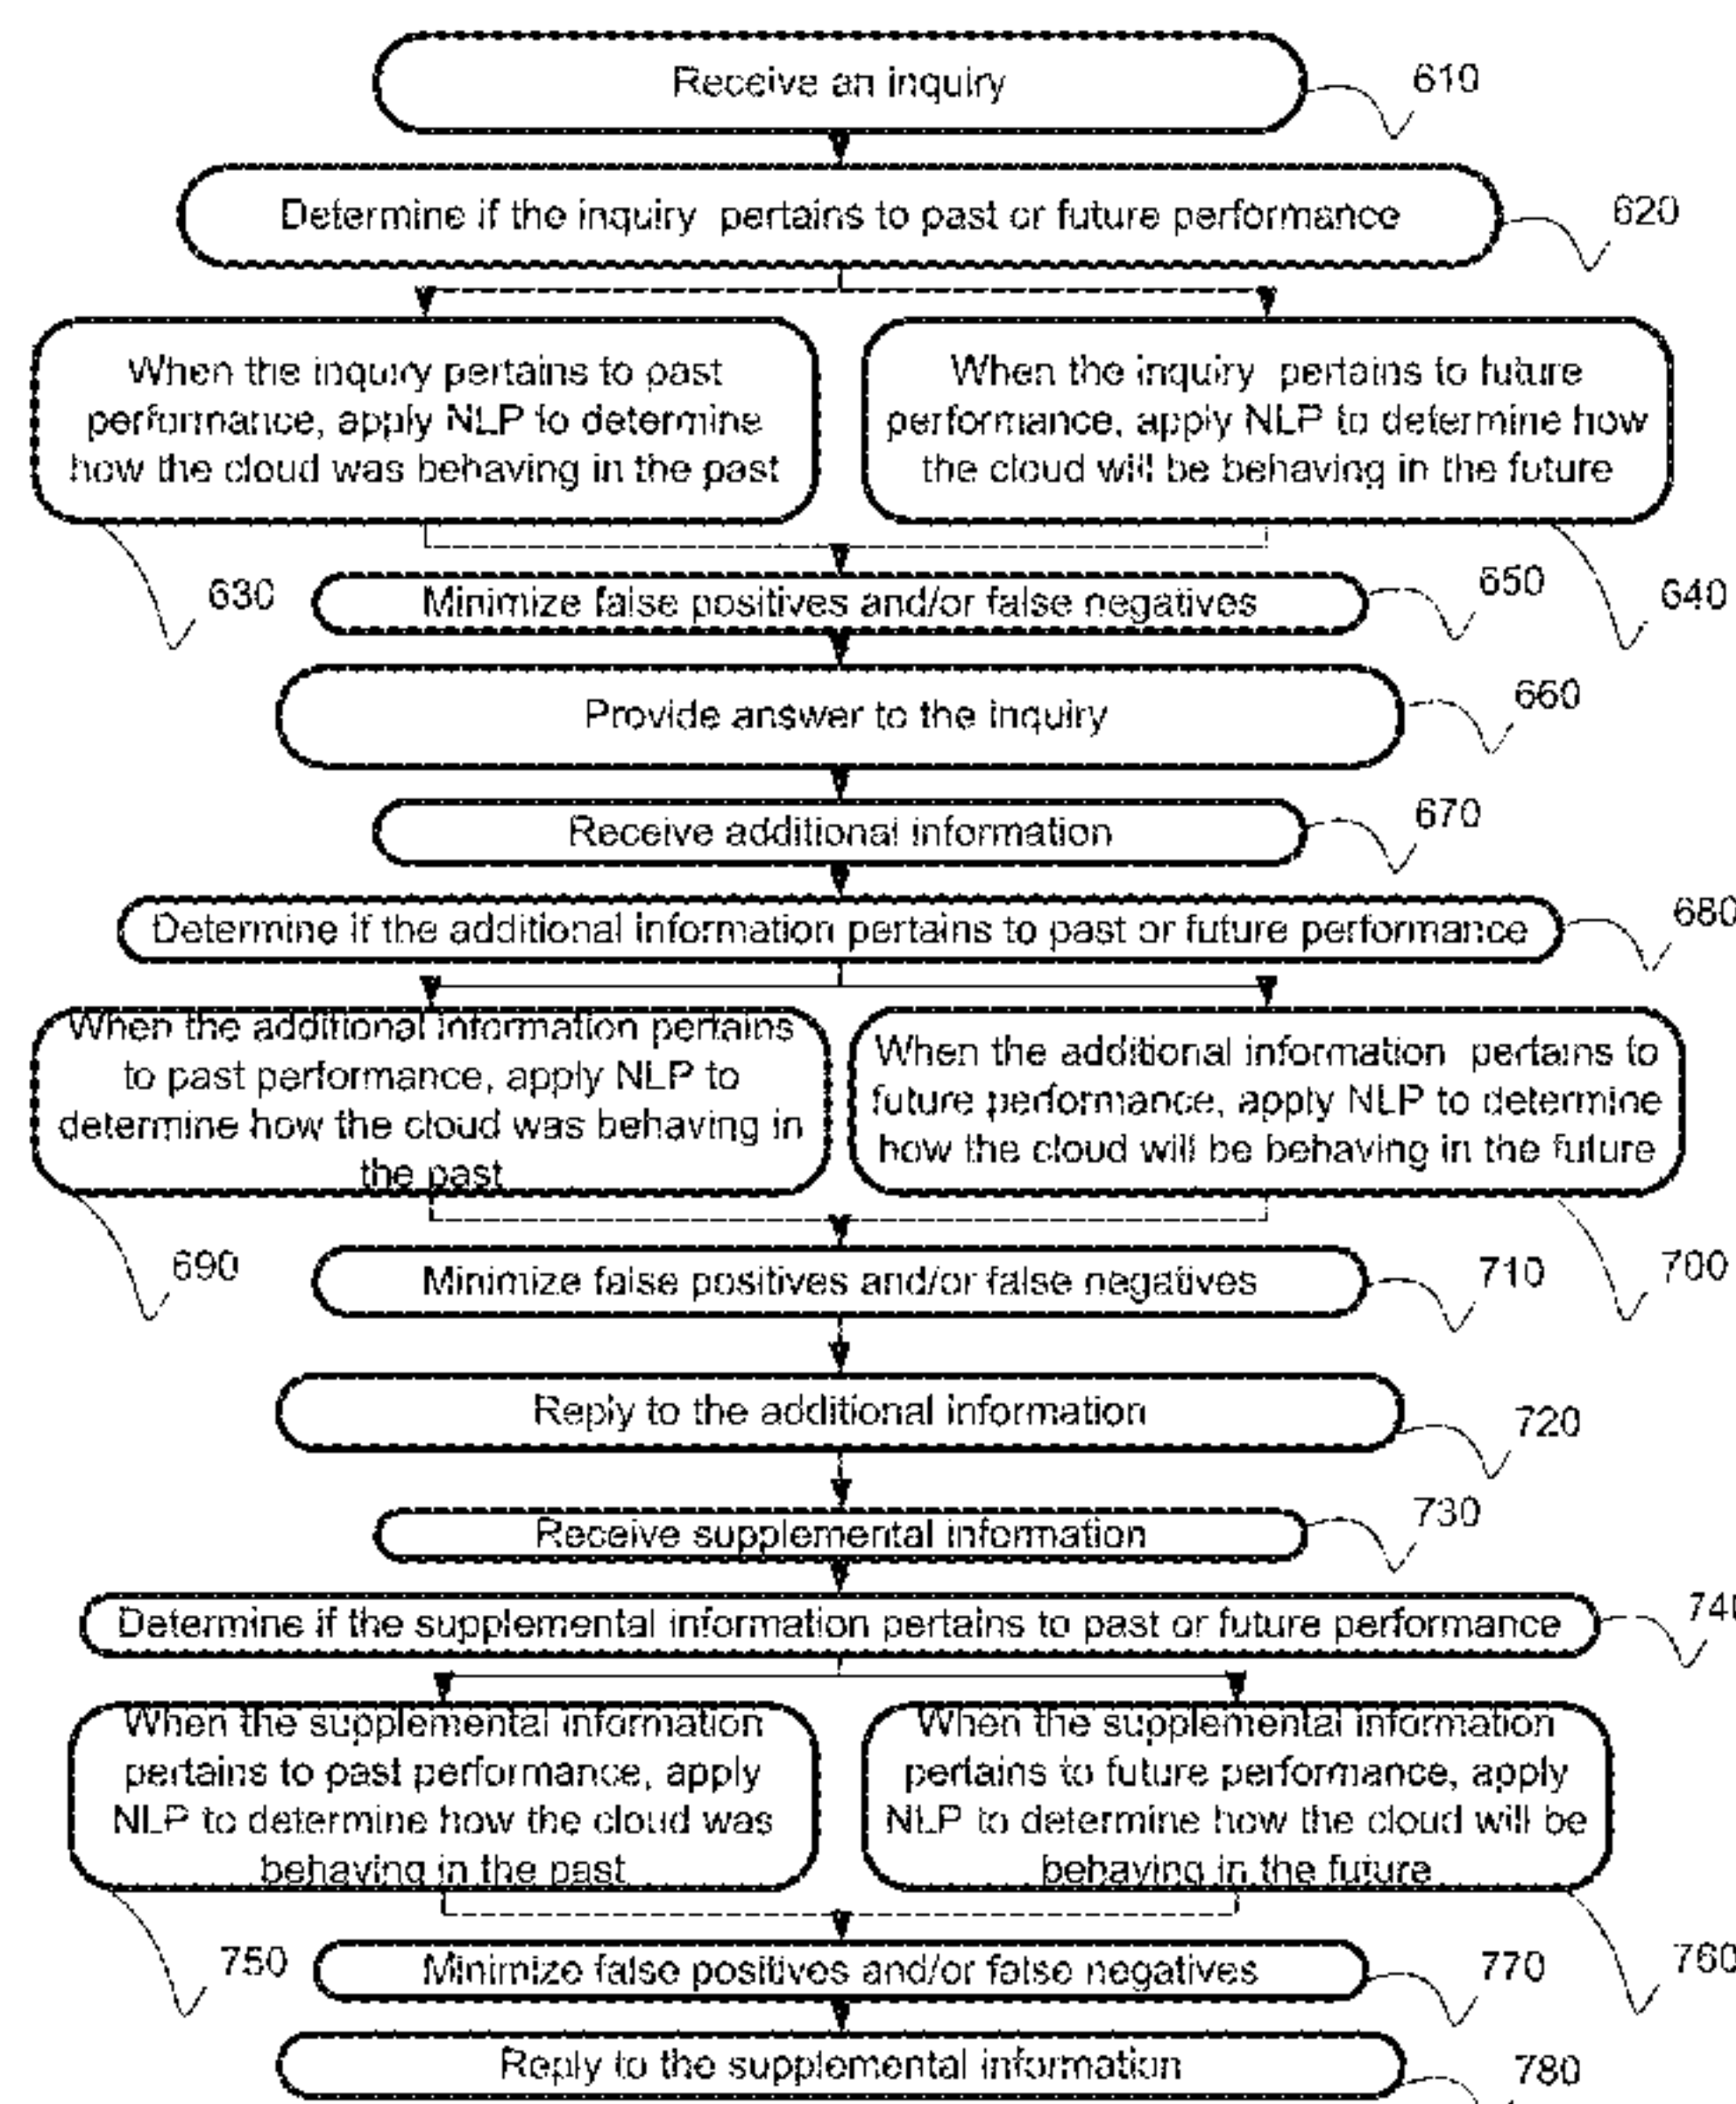 Receive an inquiry
610
Determine if the inquiry pertains to past or future performance
620
When the inquiry pertains to past
performance, apply NLP to determine
how the cloud was behaving in the past
When the inquiry pertains to future
performance, apply NLP to determine how
the cloud will be behaving in the future
630
640
Minimize false positives and/or false negatives
650
Provide answer to the inquiry
660
Receive additional information
670
Determine if the additional information pertains to past or future performance
680
When the additional information pertains
to past performance, apply NLP to
determine how the cloud was behaving in
the past
When the additional information pertains to
future performance, apply NLP to determine
how the cloud will be behaving in the future
690
700
Minimize false positives and/or false negatives
710
Reply to the additional information
720
Receive supplemental information
730
Determine if the supplemental information pertains to past or future performance
740
When the supplemental information
pertains to past performance, apply
NLP to determine how the cloud was
behaving in the past
When the supplemental information
pertains to future performance, apply
NLP to determine how the cloud will be
behaving in the future
750
760
Minimize false positives and/or false negatives
770
Reply to the supplemental information
780